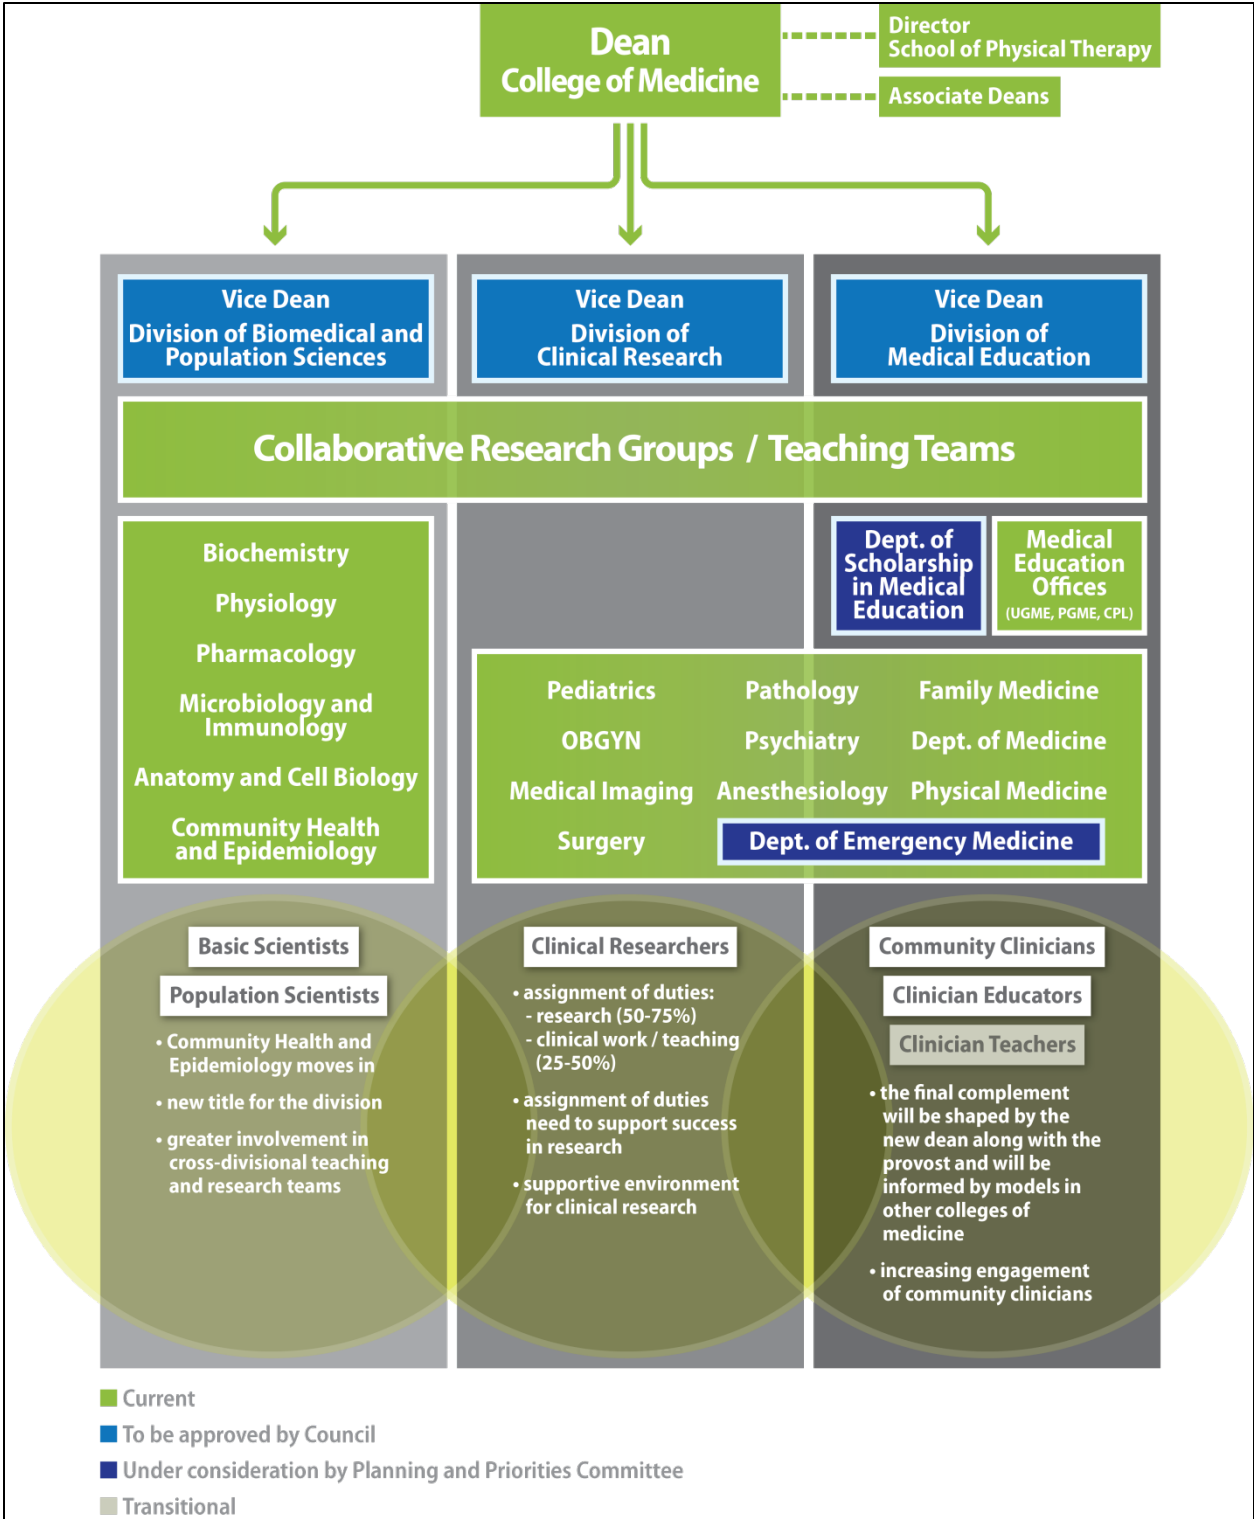 Dean
College of Medicine
Director
School of Physical Therapy
Associate Deans
Vice Dean
Division of Biomedical and
Population Sciences
Vice Dean
Division of
Clinical Research
Vice Dean
Division of
Medical Education
Collaborative Research Groups / Teaching Teams
Biochemistry
Physiology
Pharmacology
Microbiology and
Immunology
Anatomy and Cell Biology
Community Health
and Epidemiology
Dept. of
Scholarship
in Medical
Education
Medical
Education
Offices
(UGME, PGME, CPL)
Pediatrics
Pathology
Family Medicine
OBGYN
Psychiatry
Dept. of Medicine
Medical Imaging
Anesthesiology
Physical Medicine
Surgery
Dept. of Emergency Medicine
Basic Scientists
Population Scientists
• Community Health and
Epidemiology moves in
• new title for the division
• greater involvement in
cross-divisional teaching
and research teams
Clinical Researchers
• assignment of duties:
- research (50-75%)
- clinical work / teaching
(25-50%)
• assignment of duties
need to support success
in research
• supportive environment
for clinical research
Community Clinicians
Clinician Educators
Clinician Teachers
• the final complement
will be shaped by the
new dean along with the
provost and will be
informed by models in
other colleges of
medicine
• increasing engagement
of community clinicians
Current
To be approved by Council
Under consideration by Planning and Priorities Committee
Transitional